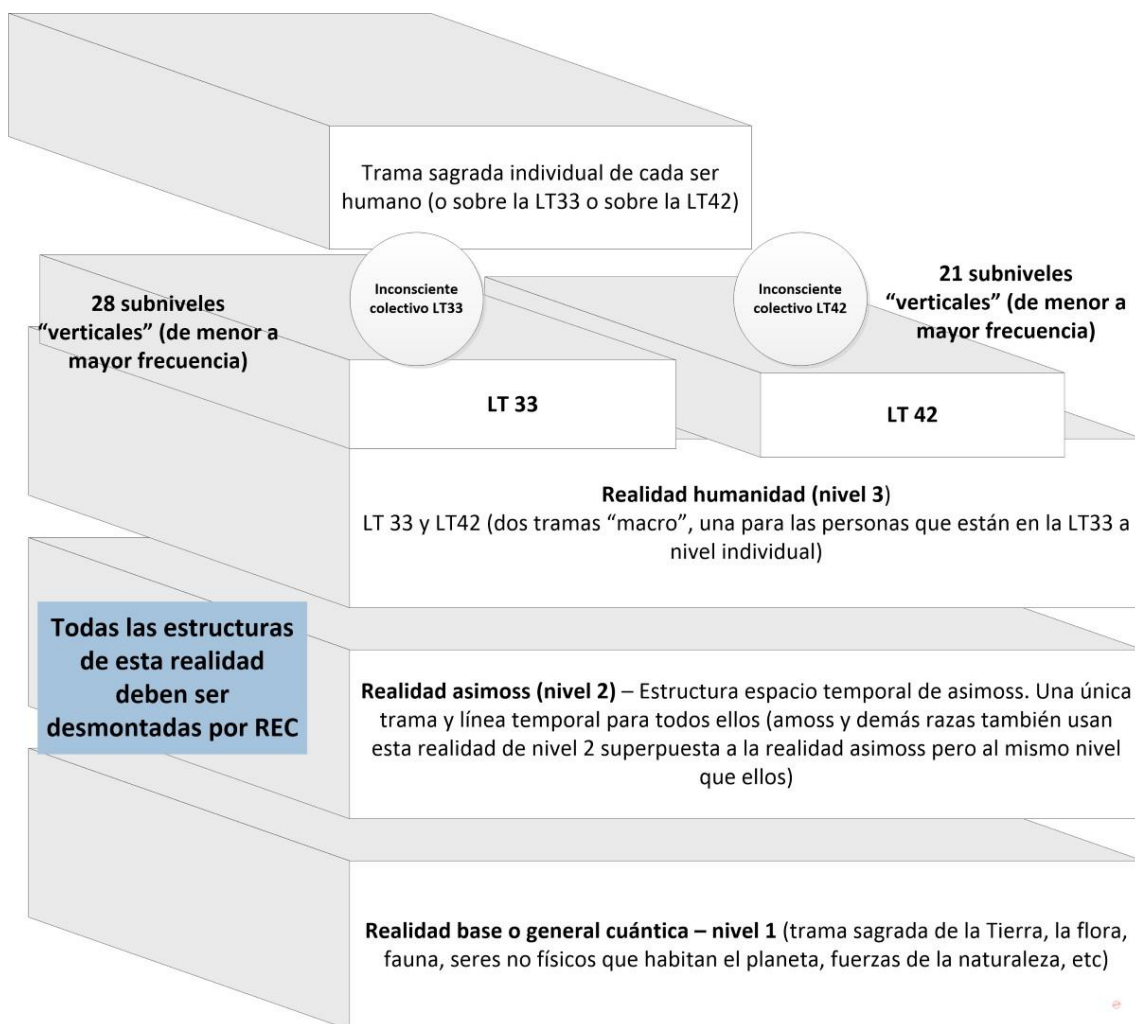 Trama sagrada individual de cada ser
humano (o sobre la LT33 o sobre la LT42)
28 subniveles
“verticales” (de menor a
mayor frecuencia)
Inconsciente
colectivo LT33
Inconsciente
colectivo LT42
21 subniveles
“verticales” (de menor a
mayor frecuencia)
LT 33
LT 42
Realidad humanidad (nivel 3)
LT 33 y LT42 (dos tramas “macro”, una para las personas que están en la LT33 a
nivel individual)
Todas las estructuras
de esta realidad
deben ser
desmontadas por REC
Realidad asimoss (nivel 2) – Estructura espacio temporal de asimoss. Una única
trama y línea temporal para todos ellos (amoss y demás razas también usan
esta realidad de nivel 2 superpuesta a la realidad asimoss pero al mismo nivel
que ellos)
Realidad base o general cuántica – nivel 1 (trama sagrada de la Tierra, la flora,
fauna, seres no físicos que habitan el planeta, fuerzas de la naturaleza, etc)